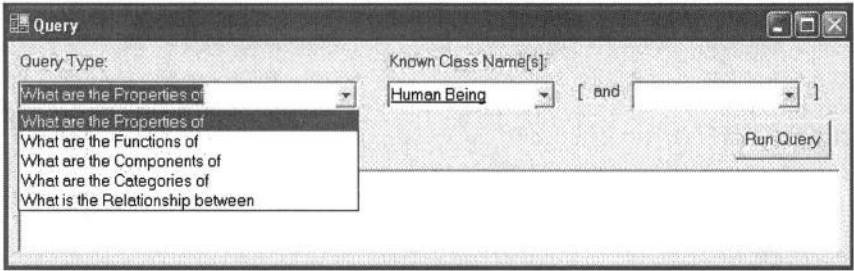 Query
Query Type:
Known Class Name[s]:
What are the Properties of
Human Being
[ and
]
What are the Properties of
What are the Functions of
What are the Components of
What are the Categories of
What is the Relationship between
Run Query